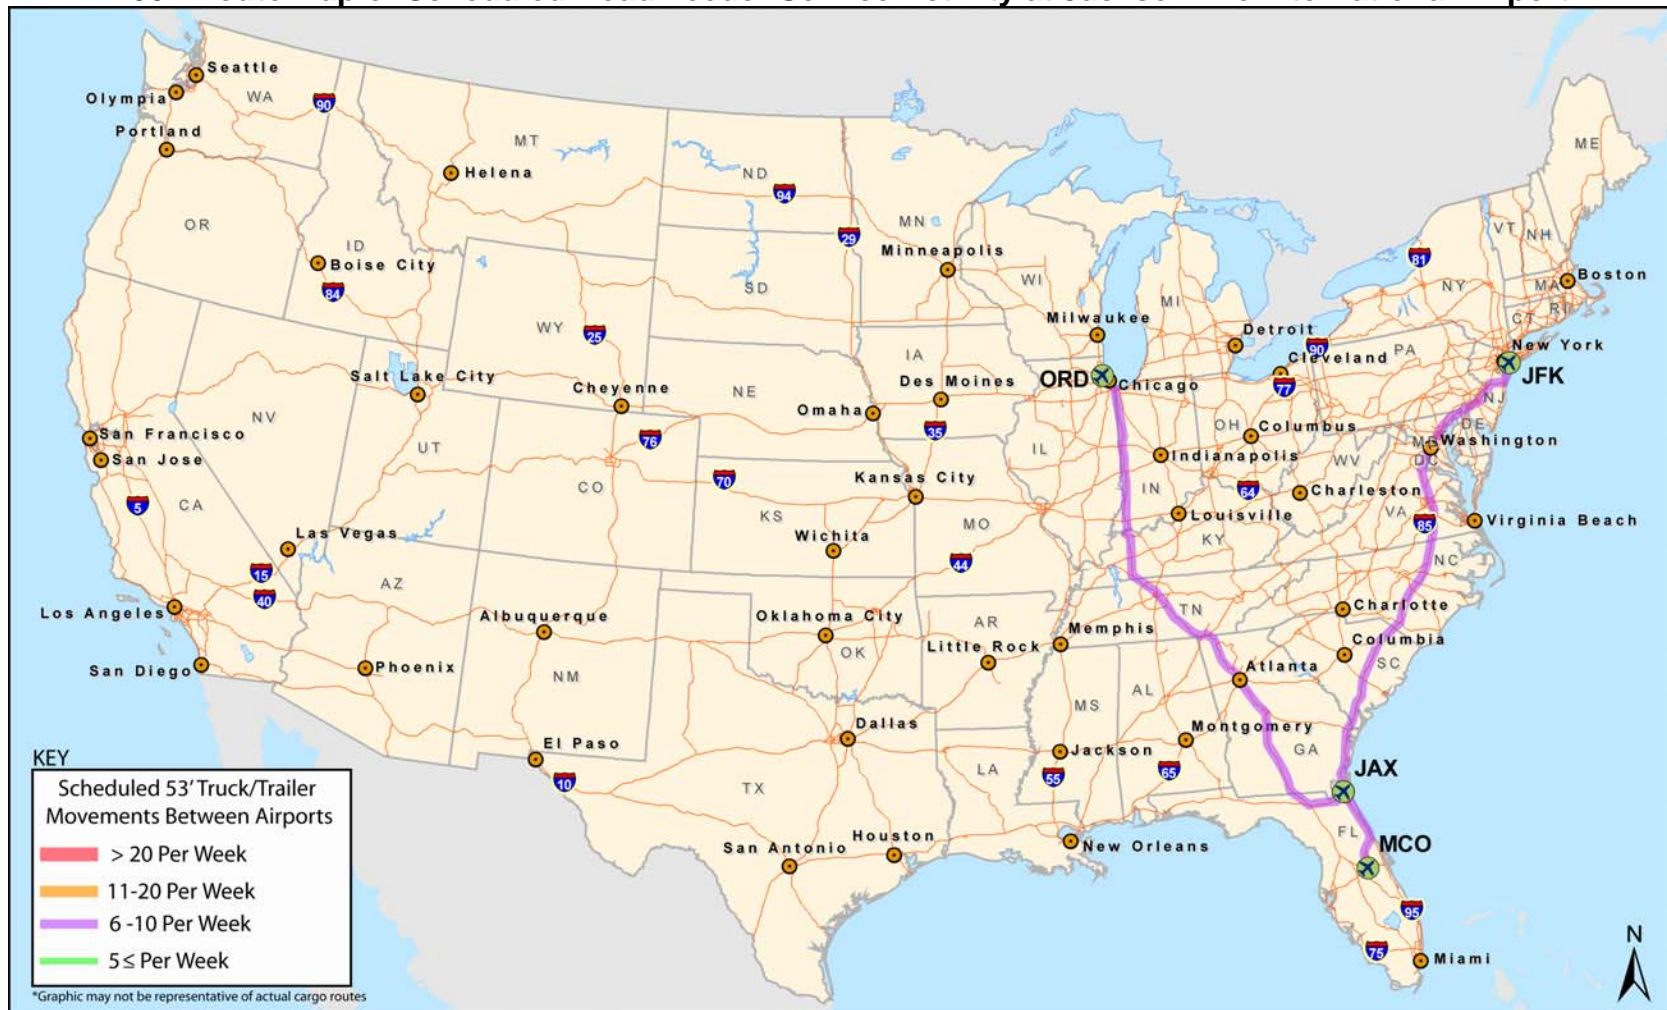 Seattle
Olympia
WA
90
Portland
MT
Helena
ND
94
ME
OR
ID
Boise City
84
29
MN
Minneapolis
WI
MI
VT
NH
81
NY
MA
Boston
RI
CT
SD
WY
25
Milwaukee
Detroit
90
Cleveland
77
PA
New York
JFK
NJ
Salt Lake City
Cheyenne
76
NE
IA
Des Moines
Omaha
35
ORD
Chicago
OH
Columbus
Indianapolis
IL
IN
MD
DE
Washington
DC
WV
NV
UT
San Francisco
San Jose
5
CA
CO
70
KS
Kansas City
MO
64
Charleston
Louisville
KY
VA
85
Virginia Beach
NC
Las Vegas
15
40
AZ
Wichita
44
Los Angeles
San Diego
Phoenix
Albuquerque
NM
Oklahoma City
OK
AR
Little Rock
Memphis
TN
Charlotte
Columbia
SC
Atlanta
MS
AL
GA
Dallas
El Paso
10
TX
LA
Jackson
55
Montgomery
65
JAX
FL
MCO
San Antonio
Houston
New Orleans
95
75
Miami
N
KEY
Scheduled 53' Truck/Trailer
Movements Between Airports
> 20 Per Week
11-20 Per Week
6 -10 Per Week
5≤ Per Week
*Graphic may not be representative of actual cargo routes